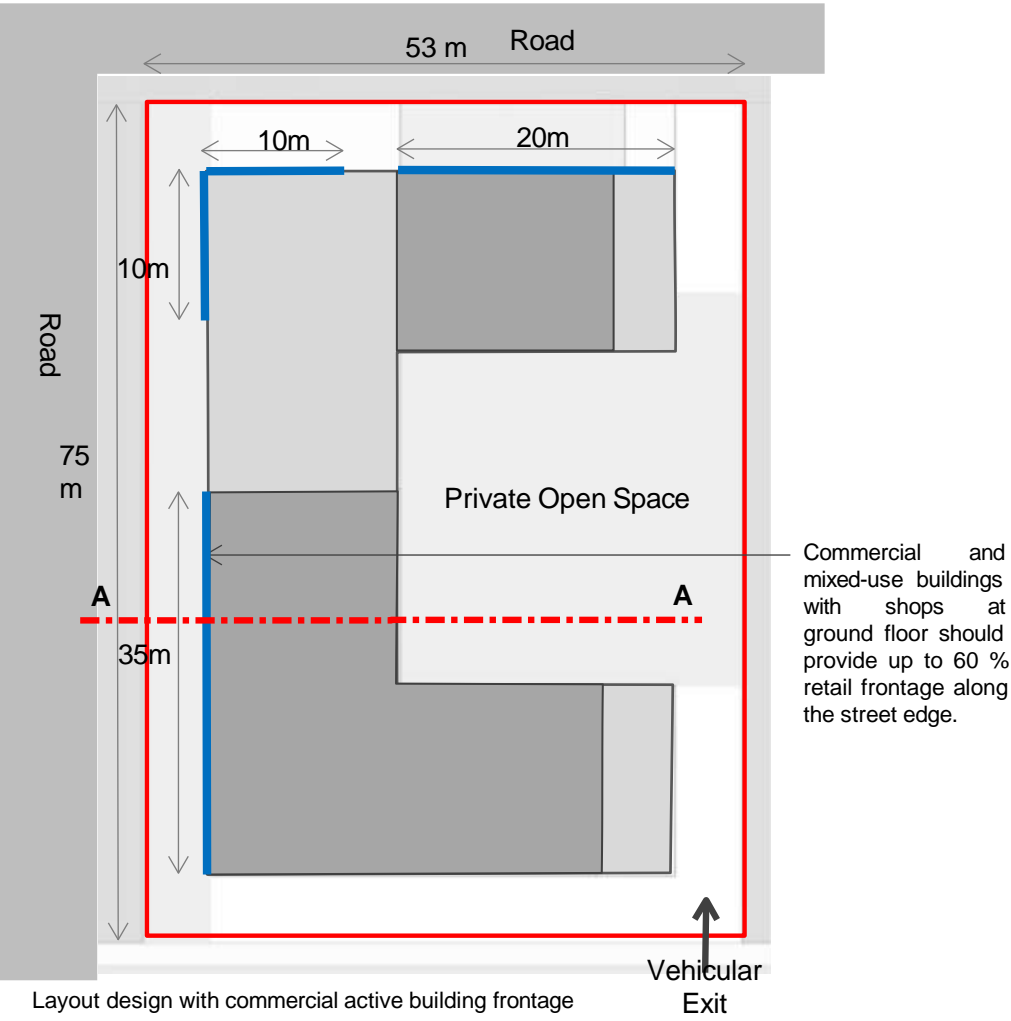 53 m
Road
10m
20m
10m
Road
75
m
Private Open Space
Commercial and
mixed-use buildings
with shops at
ground floor should
provide up to 60 %
retail frontage along
the street edge.
A
A
35m
Vehicular
Exit
Layout design with commercial active building frontage